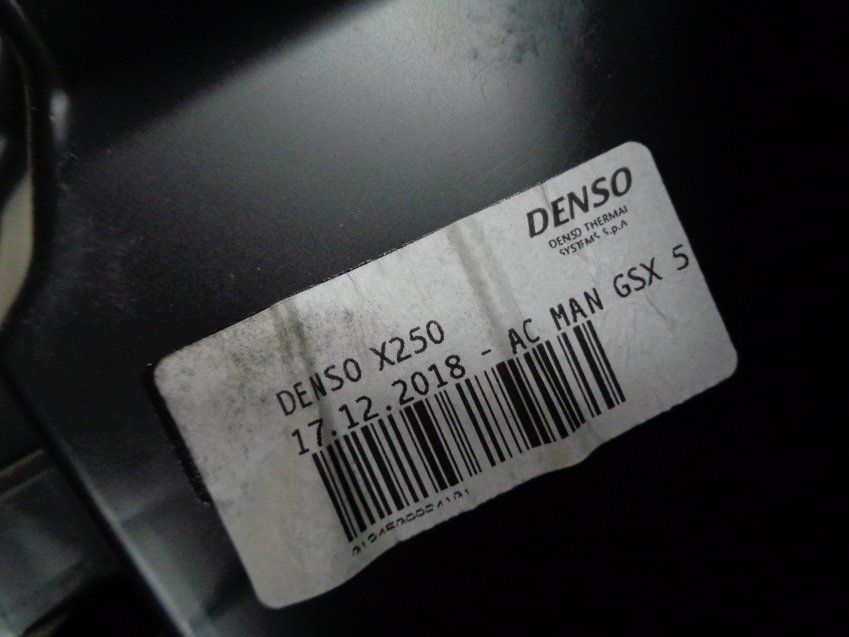 DENSO
DENSO THERMAL
SYSTEMS S.p.A
DENSO X250
17.12.2018 - AC MAN GSX 5